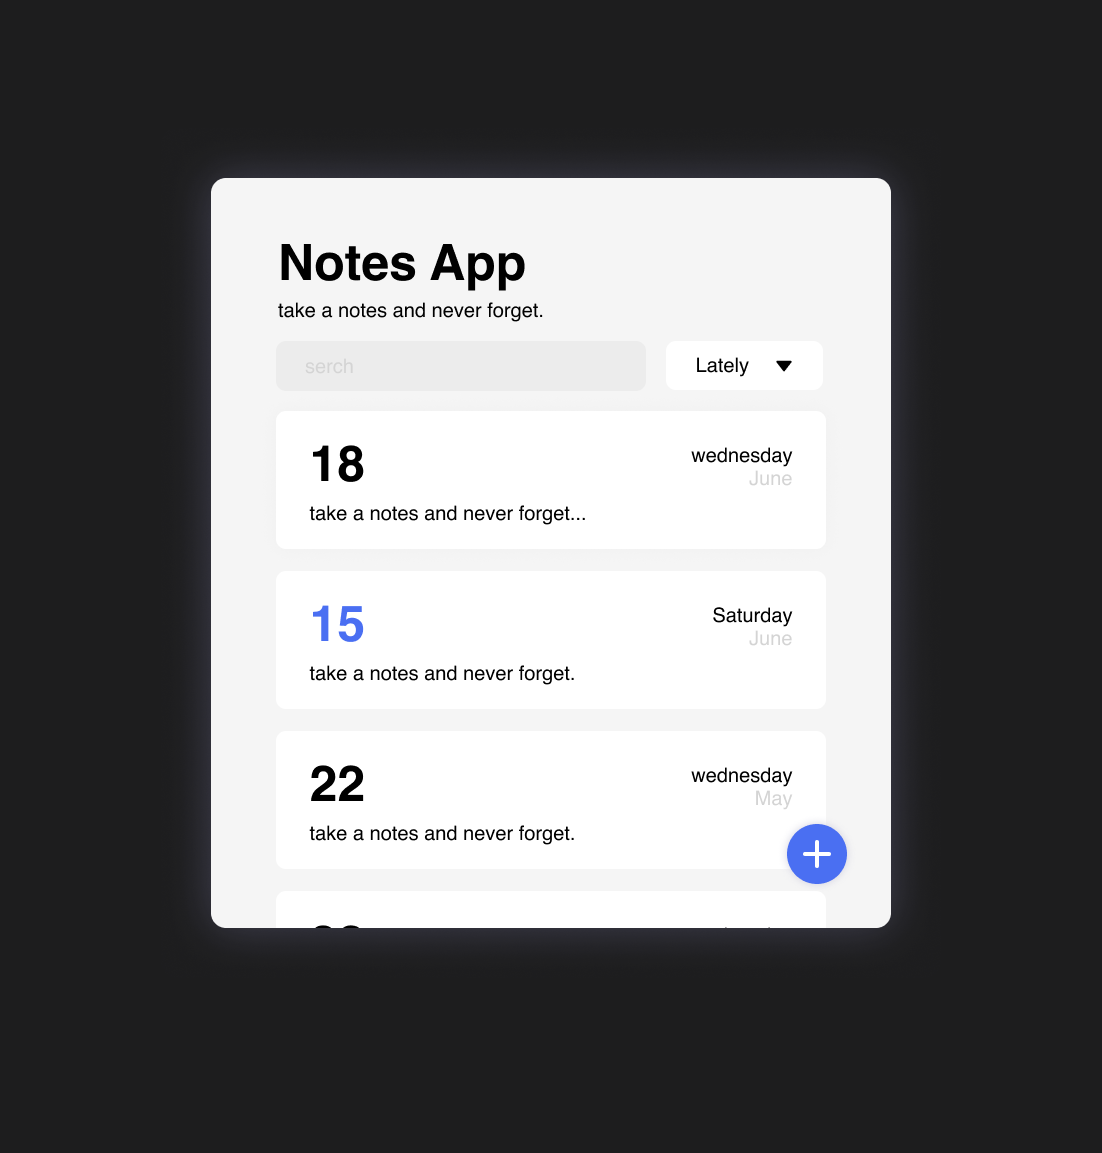 Notes App
take a notes and never forget.
serch
Lately
18
wednesday
June
take a notes and never forget...
15
Saturday
June
take a notes and never forget.
22
wednesday
May
take a notes and never forget.